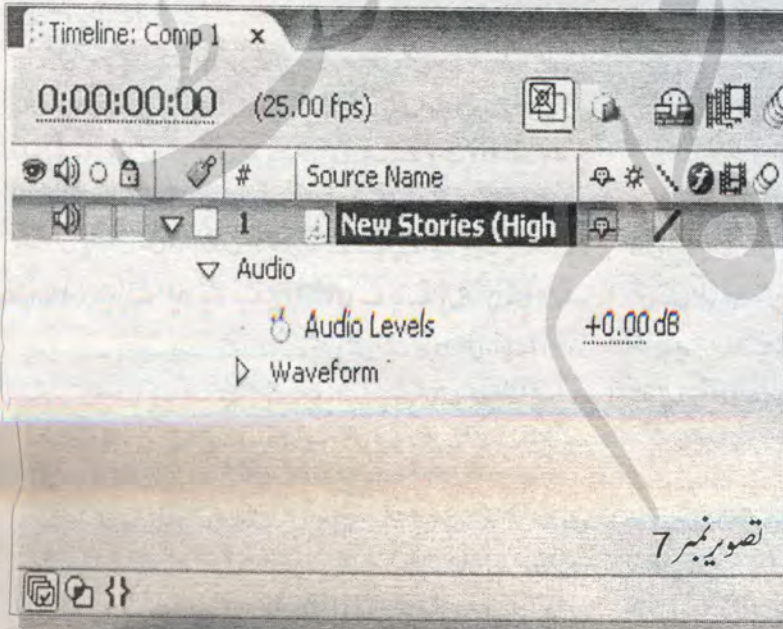 Timeline: Comp 1 x
0:00:00:00 (25.00 fps)
# Source Name
1 New Stories (High
Audio
Audio Levels +0.00 dB
Waveform
تصویر نمبر 7